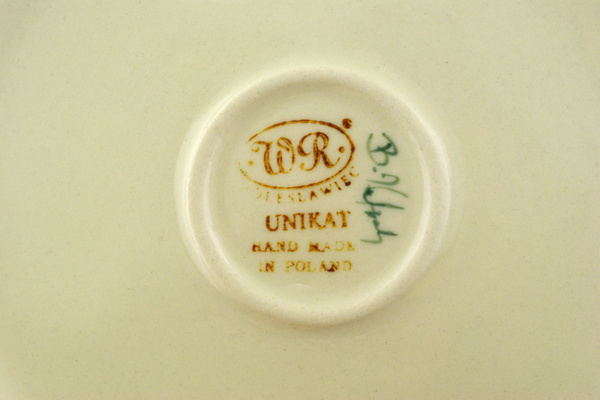 WR ®
BOLESŁAWIEC
UNIKAT
HAND MADE
IN POLAND